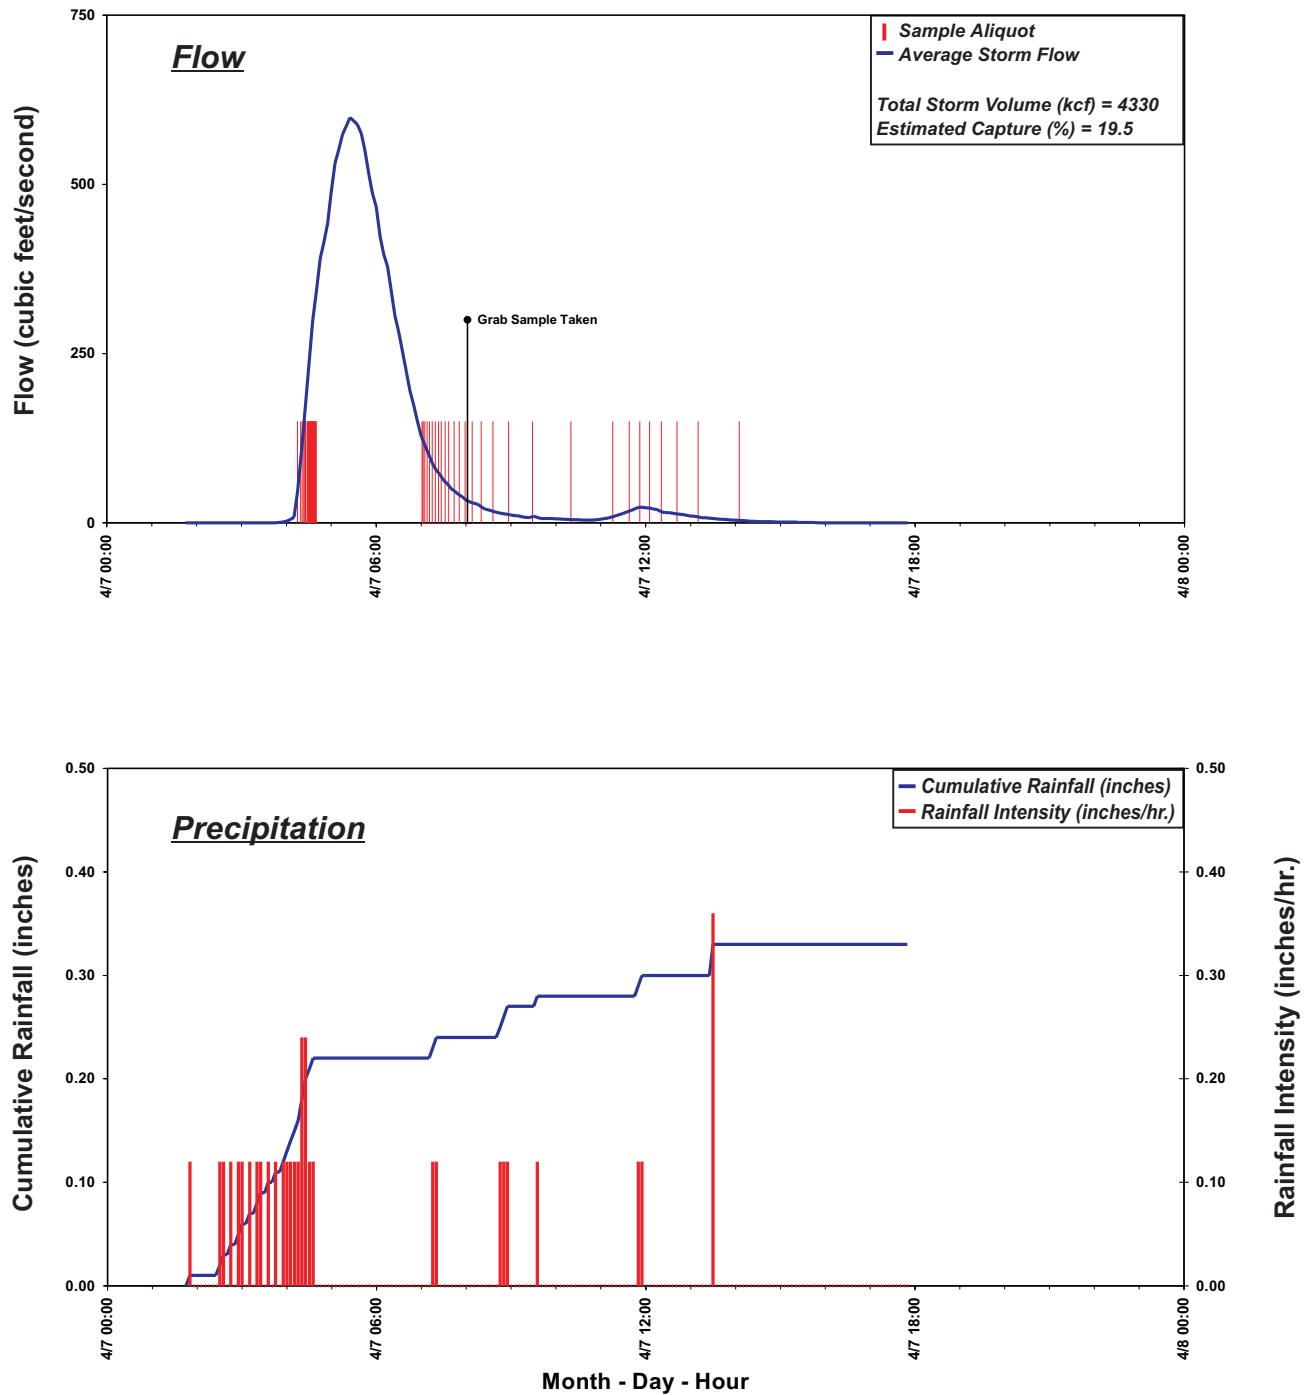 Flow
Sample Aliquot
Average Storm Flow
Total Storm Volume (kcf) = 4330
Estimated Capture (%) = 19.5
Flow (cubic feet/second)
750
500
250
0
Grab Sample Taken
4/7 00:00
4/7 06:00
4/7 12:00
4/7 18:00
4/8 00:00
Precipitation
Cumulative Rainfall (inches)
Rainfall Intensity (inches/hr.)
Cumulative Rainfall (inches)
0.50
0.40
0.30
0.20
0.10
0.00
0.50
0.40
0.30
0.20
0.10
0.00
Rainfall Intensity (inches/hr.)
4/7 00:00
4/7 06:00
4/7 12:00
4/7 18:00
4/8 00:00
Month - Day - Hour